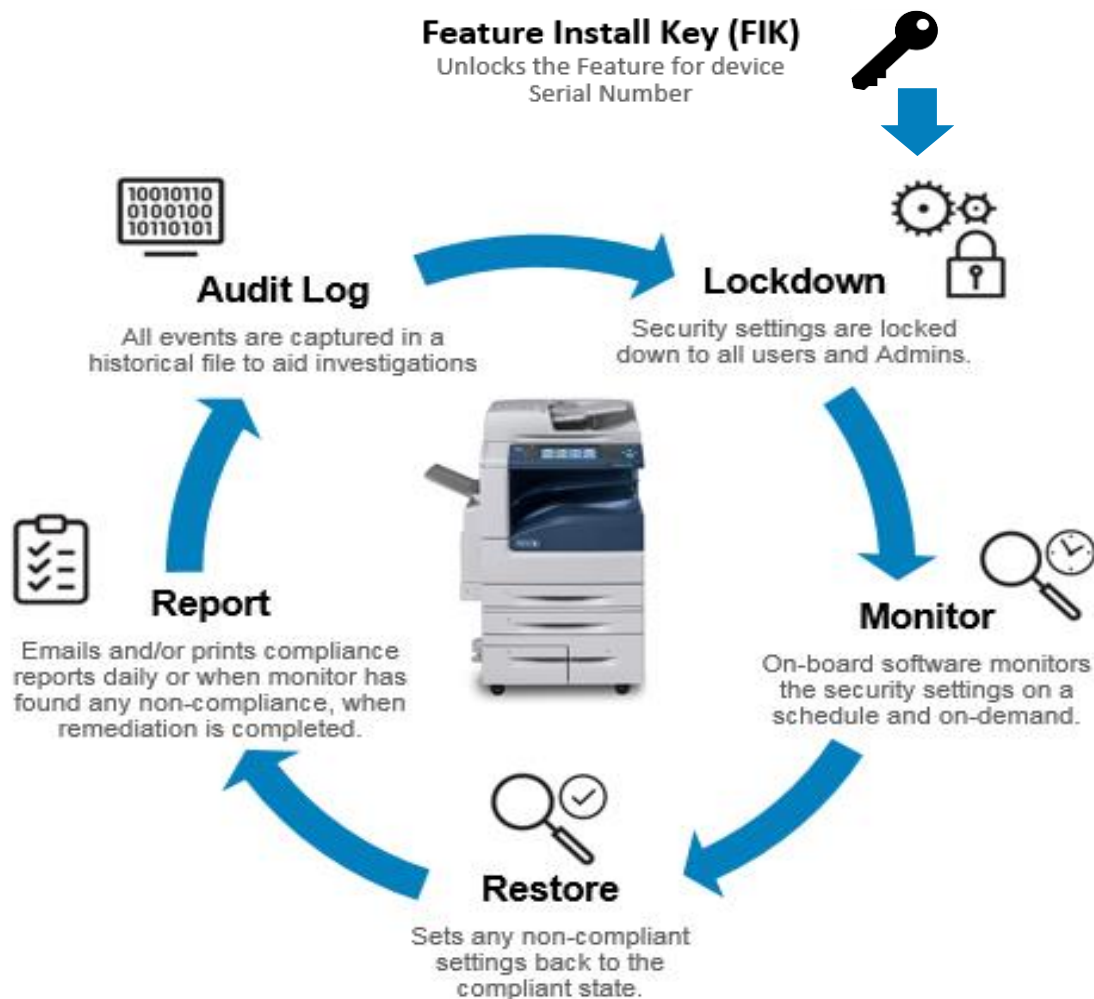 Feature Install Key (FIK)
Unlocks the Feature for device
Serial Number
10010110
0100100
10110101
Audit Log
All events are captured in a
historical file to aid investigations
Lockdown
Security settings are locked
down to all users and Admins.
Monitor
On-board software monitors
the security settings on a
schedule and on-demand.
Restore
Sets any non-compliant
settings back to the
compliant state.
Report
Emails and/or prints compliance
reports daily or when monitor has
found any non-compliance, when
remediation is completed.